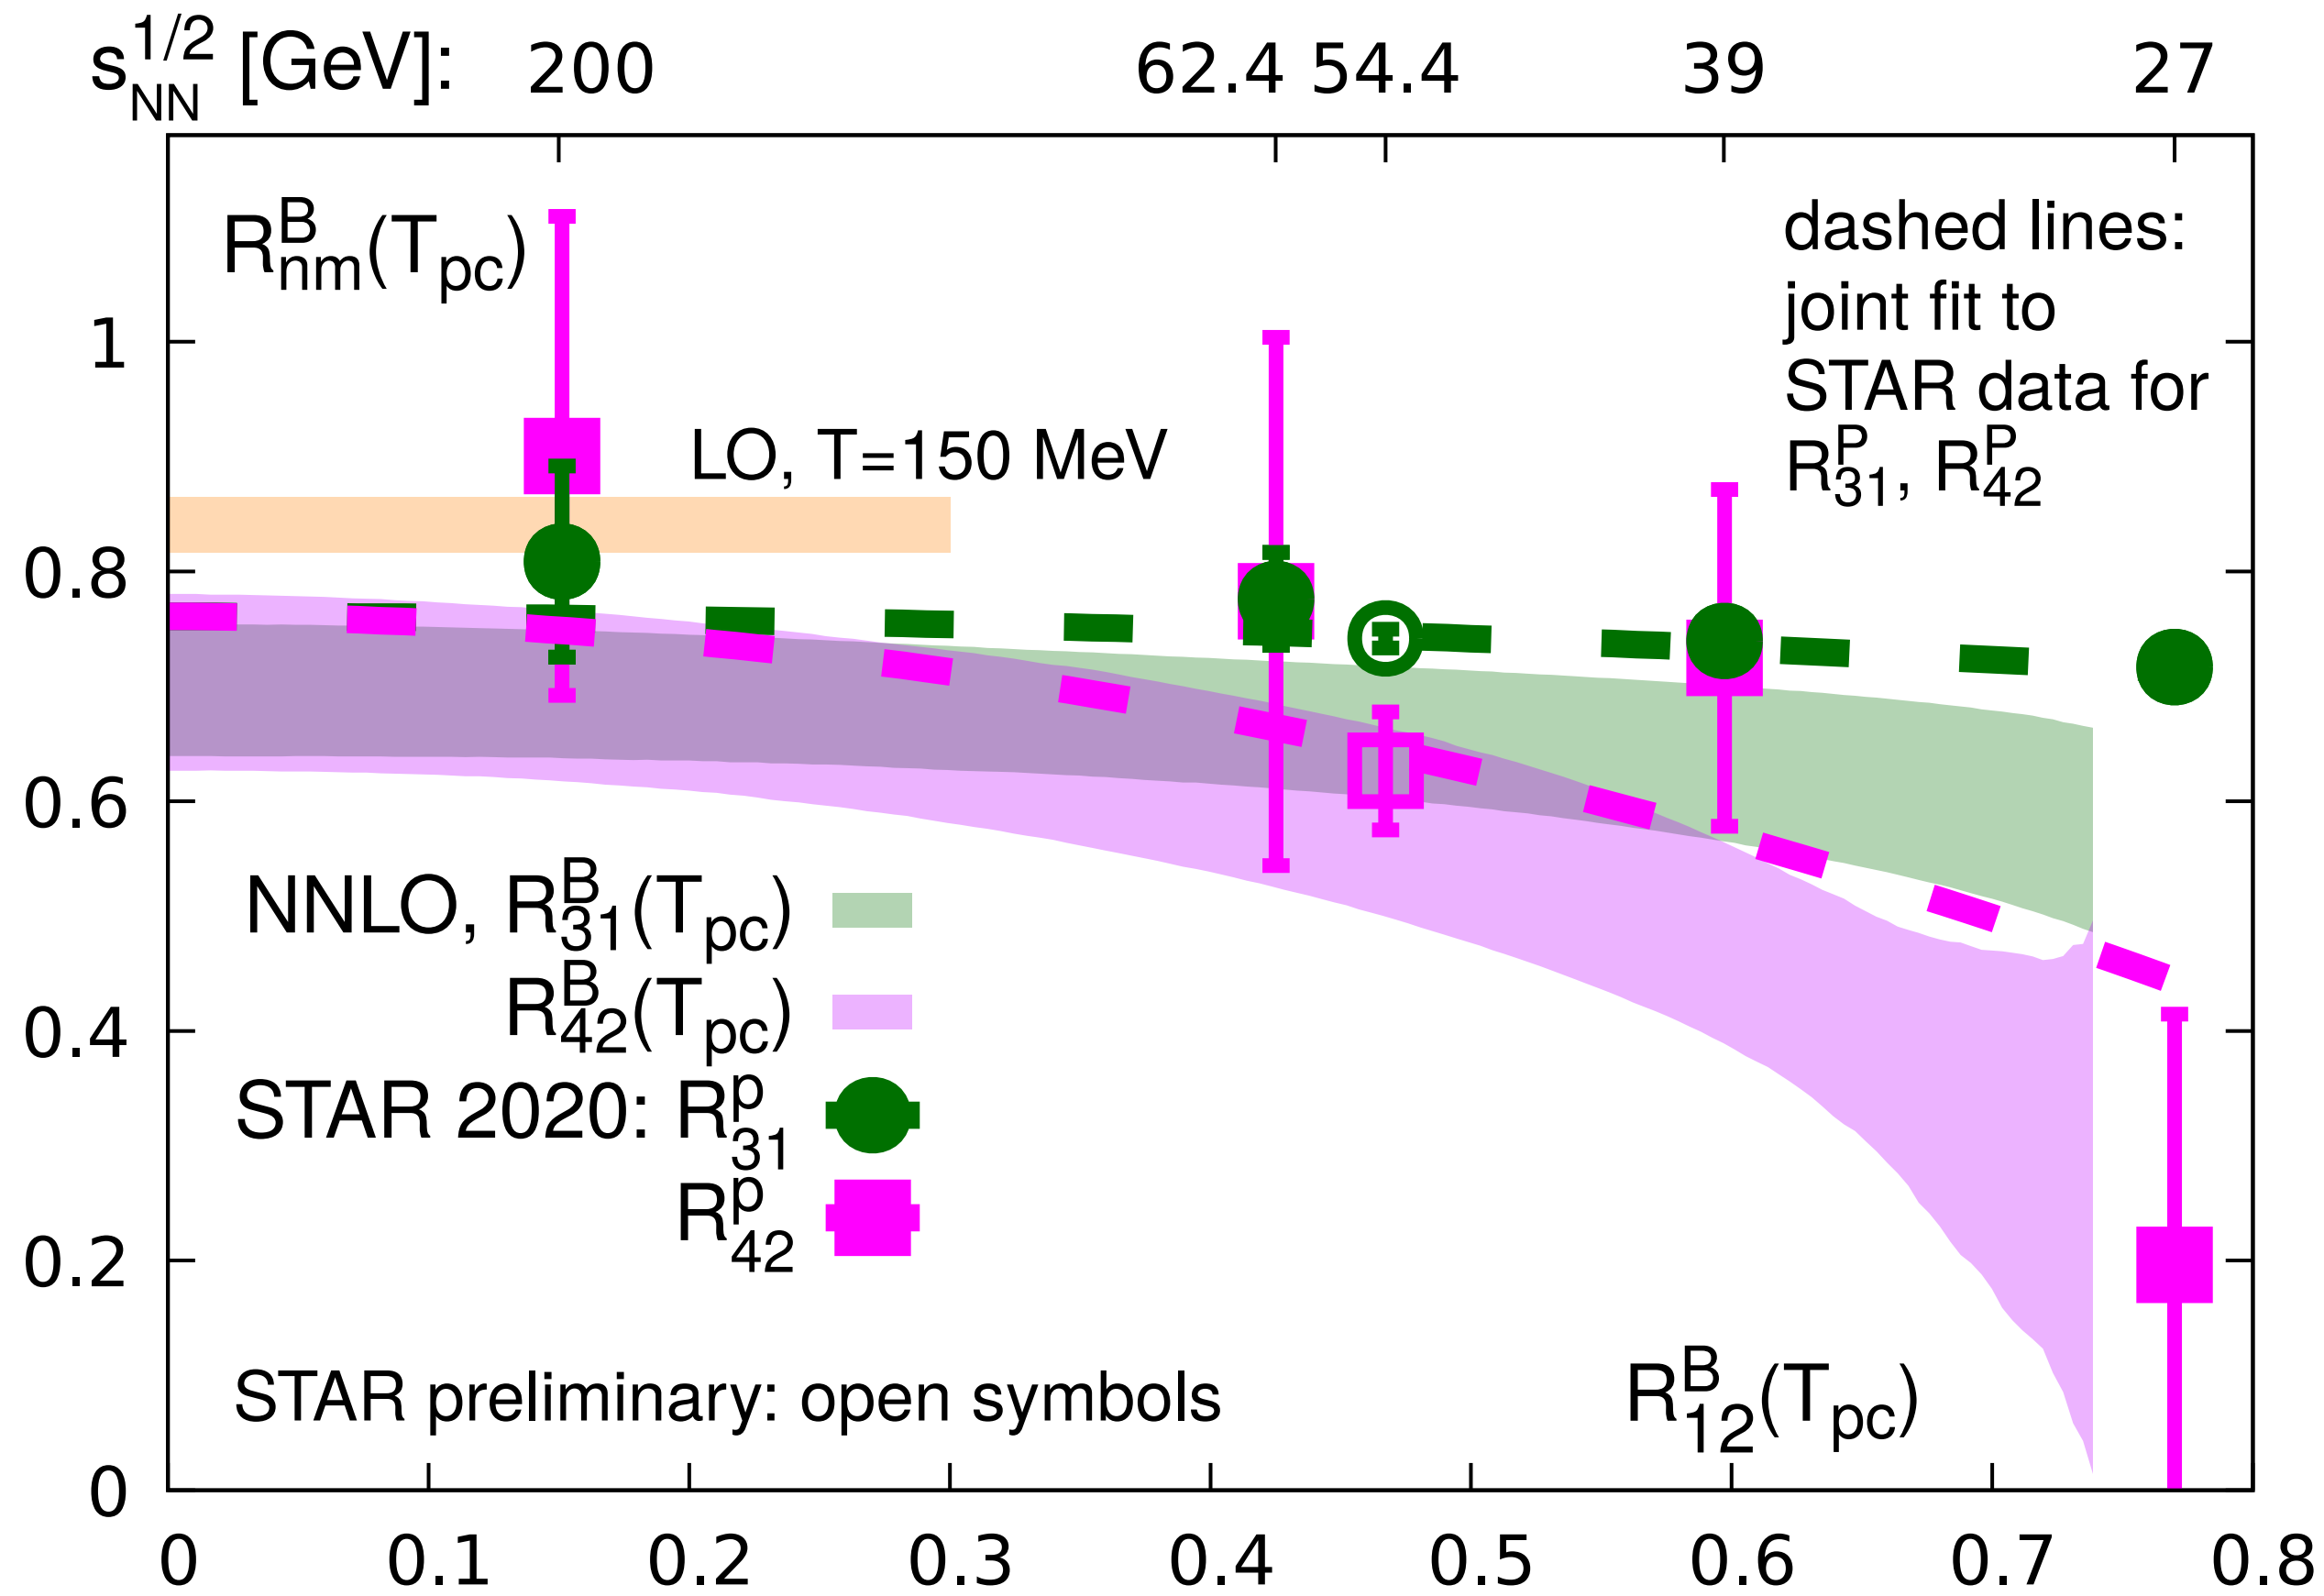 s_NN^1/2 [GeV]: 200 62.4 54.4 39 27
R^B_nm(T_pc)
dashed lines:
joint fit to
STAR data for
R^P_31, R^P_42
LO, T=150 MeV
1
0.8
0.6
0.4
0.2
0
NNLO, R^B_31(T_pc)
R^B_42(T_pc)
STAR 2020: R^p_31
R^p_42
STAR preliminary: open symbols
R^B_12(T_pc)
0 0.1 0.2 0.3 0.4 0.5 0.6 0.7 0.8